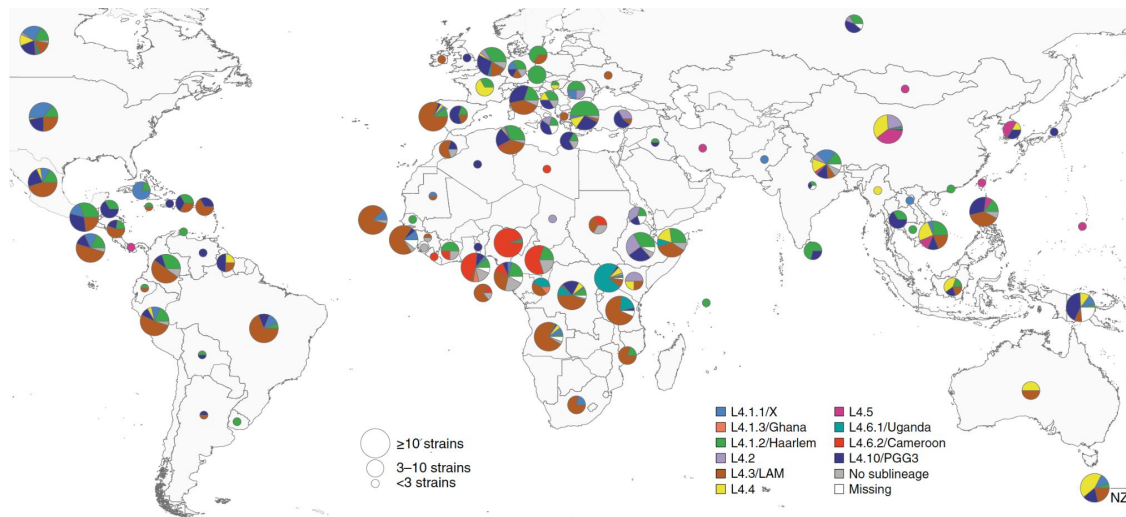 ≥10 strains
3–10 strains
<3 strains
L4.1.1/X
L4.1.3/Ghana
L4.1.2/Haarlem
L4.2
L4.3/LAM
L4.4
L4.5
L4.6.1/Uganda
L4.6.2/Cameroon
L4.10/PGG3
No sublineage
Missing
NZ